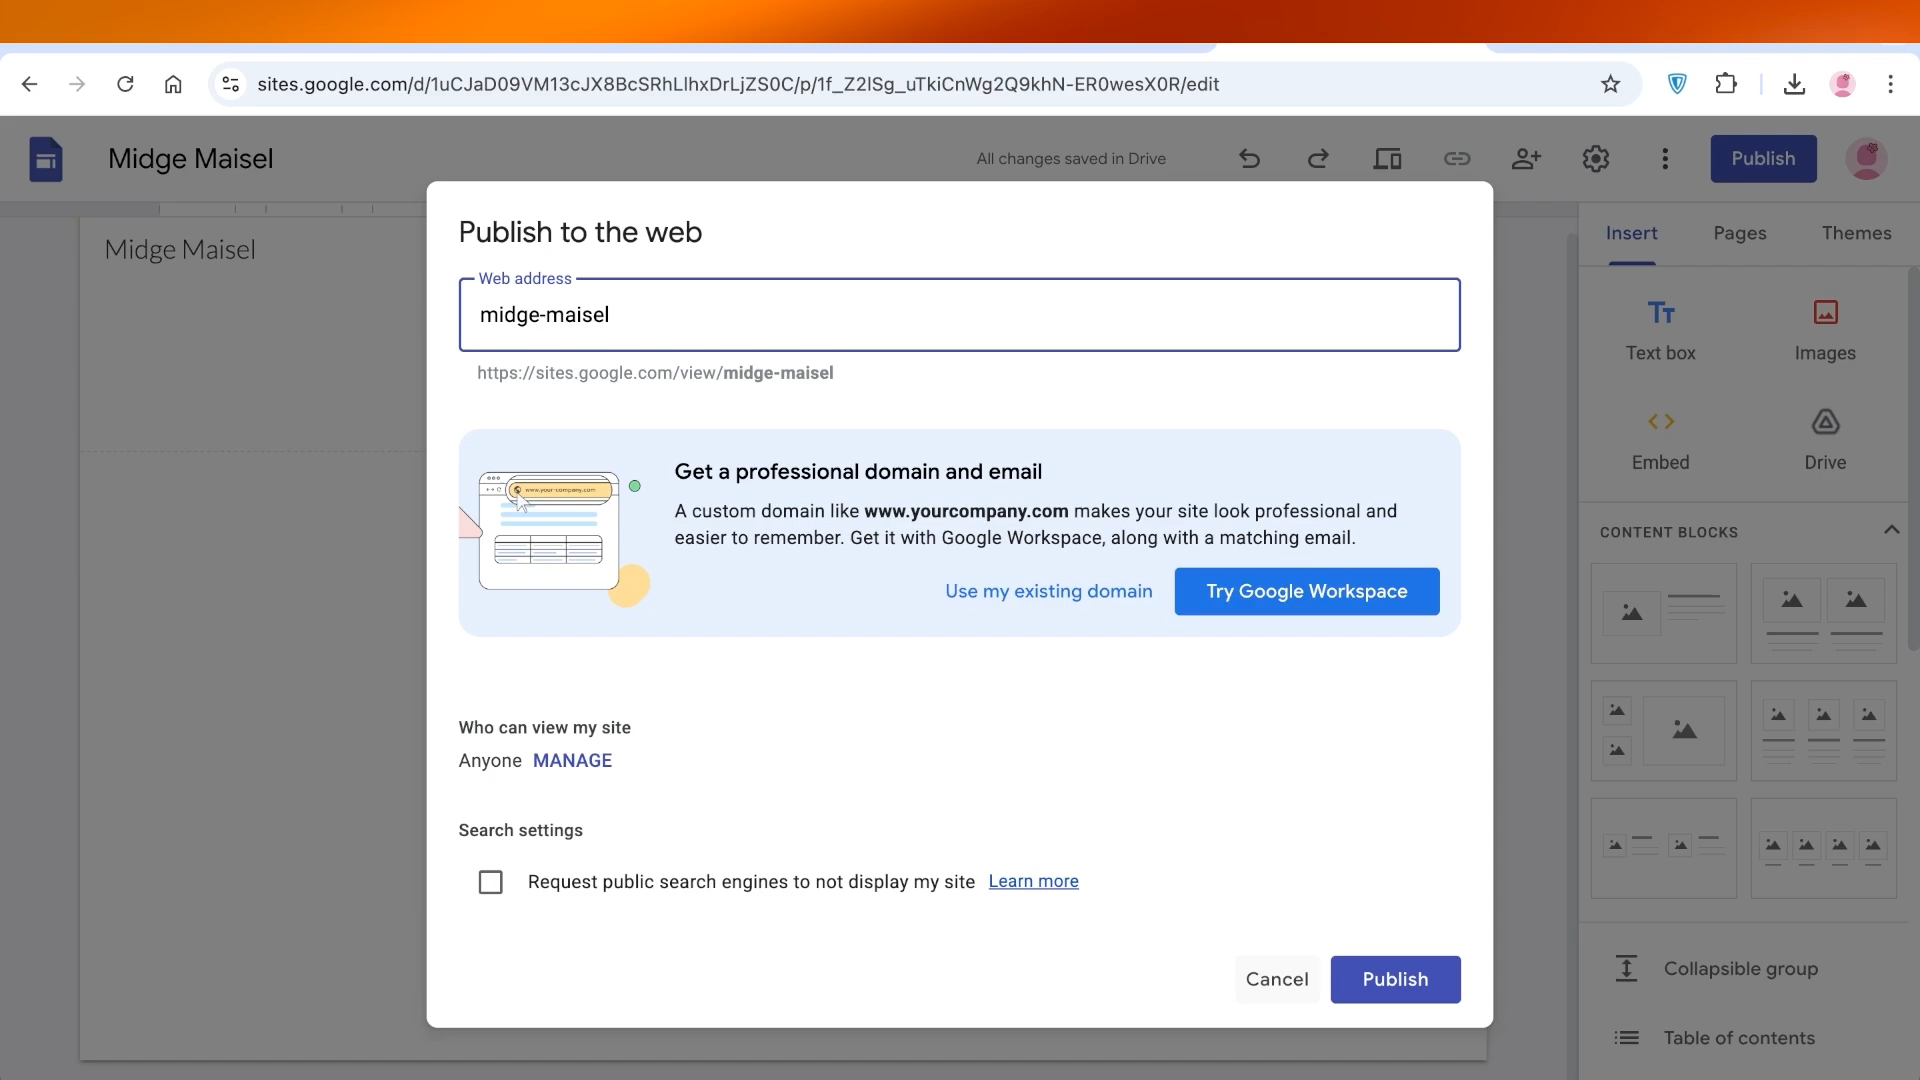 sites.google.com/d/1uCJaD09VM13cJX8BcSRhLlhxDrLjZS0C/p/1f_Z2lSg_uTkiCnWg2Q9khN-ER0wesX0R/edit
Midge Maisel
All changes saved in Drive
Publish
Midge Maisel
Insert
Pages
Themes
Publish to the web
Web address
midge-maisel
https://sites.google.com/view/midge-maisel
Get a professional domain and email
www.your-company.com
A custom domain like www.yourcompany.com makes your site look professional and
easier to remember. Get it with Google Workspace, along with a matching email.
Use my existing domain
Try Google Workspace
Who can view my site
Anyone MANAGE
Search settings
Request public search engines to not display my site Learn more
Cancel
Publish
Tt
Text box
Images
Embed
Drive
CONTENT BLOCKS
Collapsible group
Table of contents